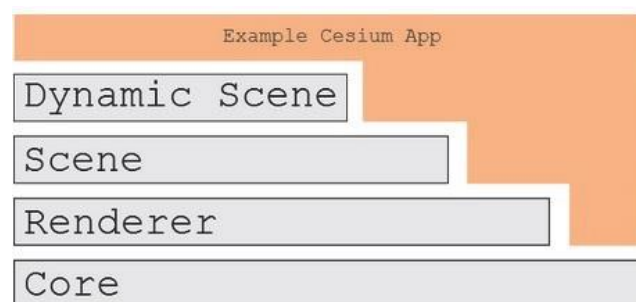 Example Cesium App
Dynamic Scene
Scene
Renderer
Core